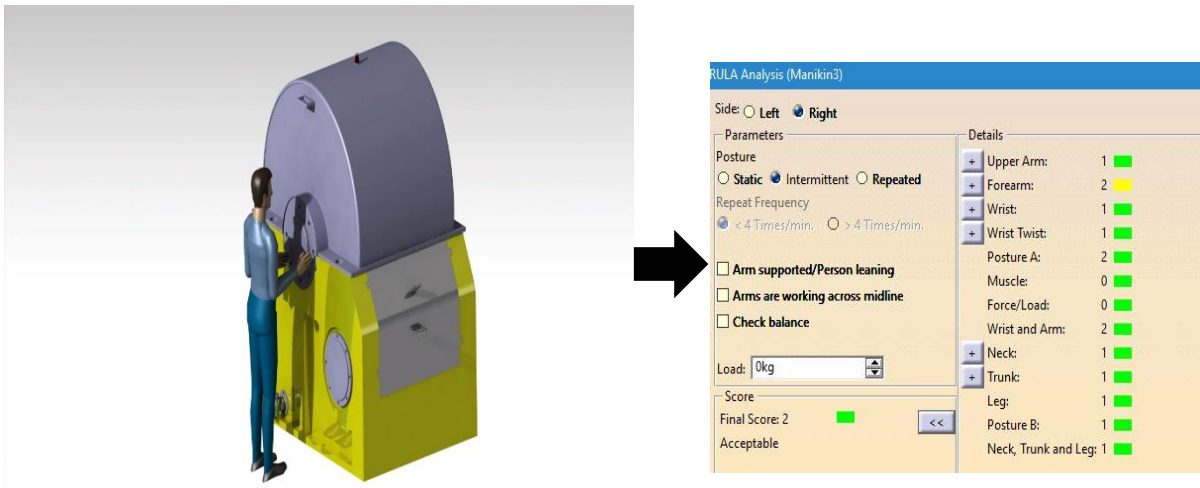 RULA Analysis (Manikin3)
Side: Left Right
Parameters
Posture
Static Intermittent Repeated
Repeat Frequency
< 4 Times/min. > 4 Times/min.
Arm supported/Person leaning
Arms are working across midline
Check balance
Load: 0kg
Score
Final Score: 2
<<
Acceptable
Details
+ Upper Arm: 1
+ Forearm: 2
+ Wrist: 1
+ Wrist Twist: 1
Posture A: 2
Muscle: 0
Force/Load: 0
Wrist and Arm: 2
+ Neck: 1
+ Trunk: 1
Leg: 1
Posture B: 1
Neck, Trunk and Leg: 1